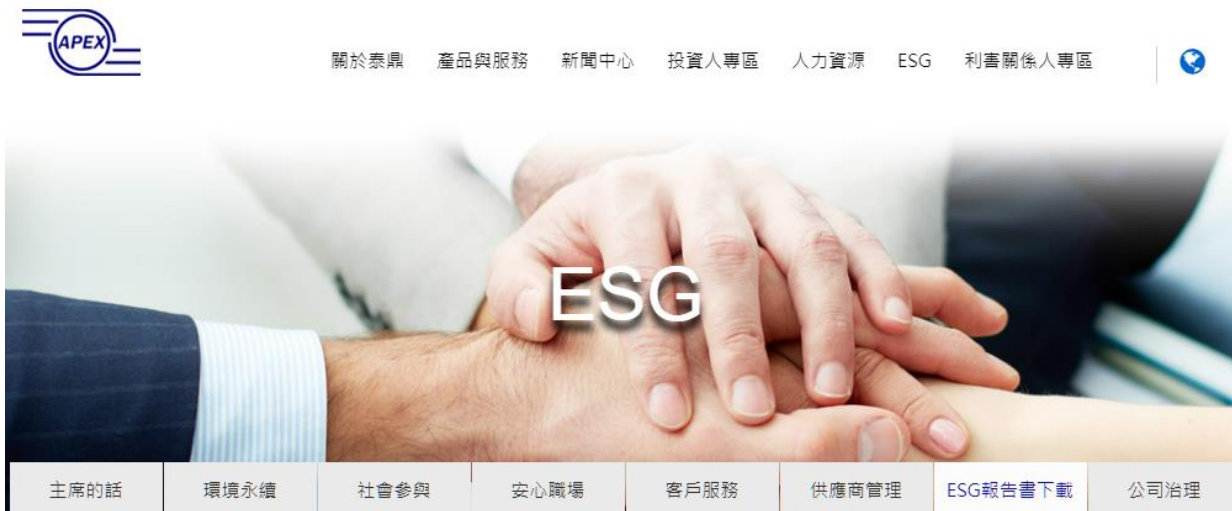 APEX
關於泰鼎 產品與服務 新聞中心 投資人專區 人力資源 ESG 利害關係人專區
ESG
主席的話 環境永續 社會參與 安心職場 客戶服務 供應商管理 ESG報告書下載 公司治理